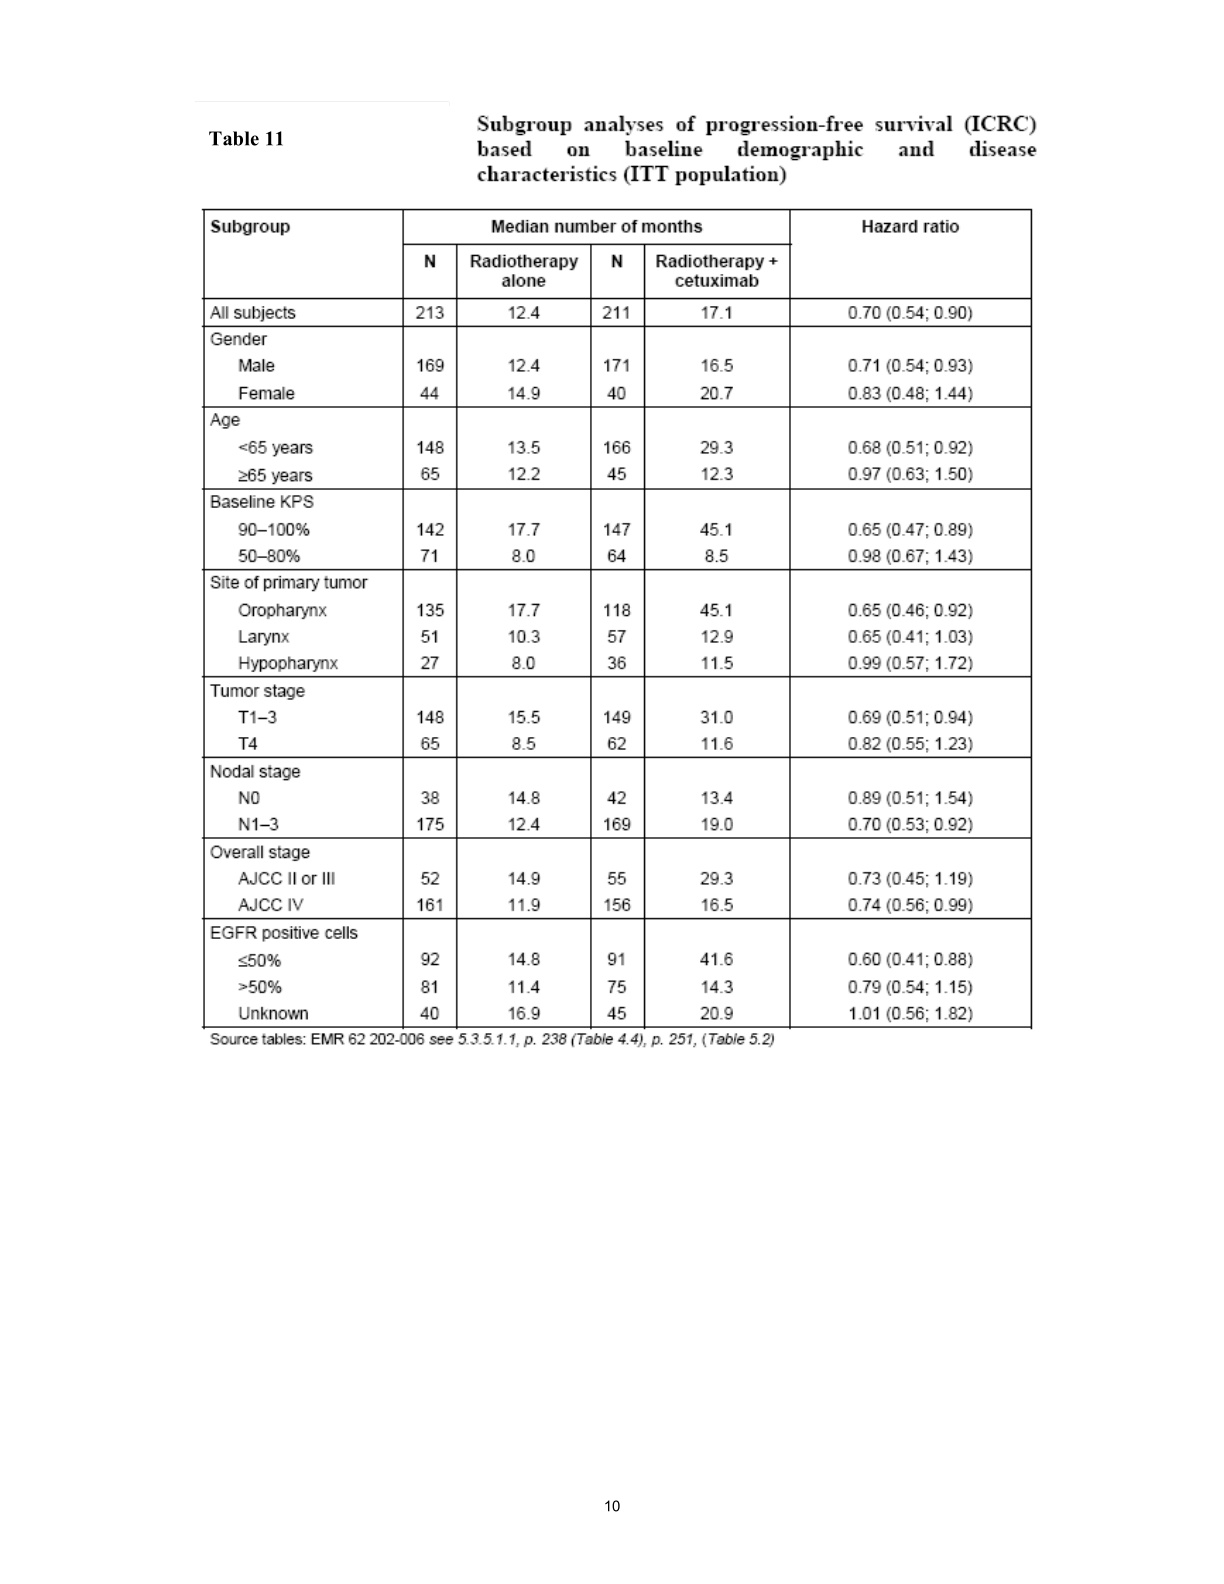 Table 11
Subgroup analyses of progression-free survival (ICRC)
based on baseline demographic and disease
characteristics (ITT population)
Subgroup Median number of months Hazard ratio
N Radiotherapy alone N Radiotherapy + cetuximab
All subjects 213 12.4 211 17.1 0.70 (0.54; 0.90)
Gender
Male 169 12.4 171 16.5 0.71 (0.54; 0.93)
Female 44 14.9 40 20.7 0.83 (0.48; 1.44)
Age
<65 years 148 13.5 166 29.3 0.68 (0.51; 0.92)
≥65 years 65 12.2 45 12.3 0.97 (0.63; 1.50)
Baseline KPS
90–100% 142 17.7 147 45.1 0.65 (0.47; 0.89)
50–80% 71 8.0 64 8.5 0.98 (0.67; 1.43)
Site of primary tumor
Oropharynx 135 17.7 118 45.1 0.65 (0.46; 0.92)
Larynx 51 10.3 57 12.9 0.65 (0.41; 1.03)
Hypopharynx 27 8.0 36 11.5 0.99 (0.57; 1.72)
Tumor stage
T1–3 148 15.5 149 31.0 0.69 (0.51; 0.94)
T4 65 8.5 62 11.6 0.82 (0.55; 1.23)
Nodal stage
N0 38 14.8 42 13.4 0.89 (0.51; 1.54)
N1–3 175 12.4 169 19.0 0.70 (0.53; 0.92)
Overall stage
AJCC II or III 52 14.9 55 29.3 0.73 (0.45; 1.19)
AJCC IV 161 11.9 156 16.5 0.74 (0.56; 0.99)
EGFR positive cells
≤50% 92 14.8 91 41.6 0.60 (0.41; 0.88)
>50% 81 11.4 75 14.3 0.79 (0.54; 1.15)
Unknown 40 16.9 45 20.9 1.01 (0.56; 1.82)
Source tables: EMR 62 202-006 see 5.3.5.1.1, p. 238 (Table 4.4), p. 251, (Table 5.2)
10